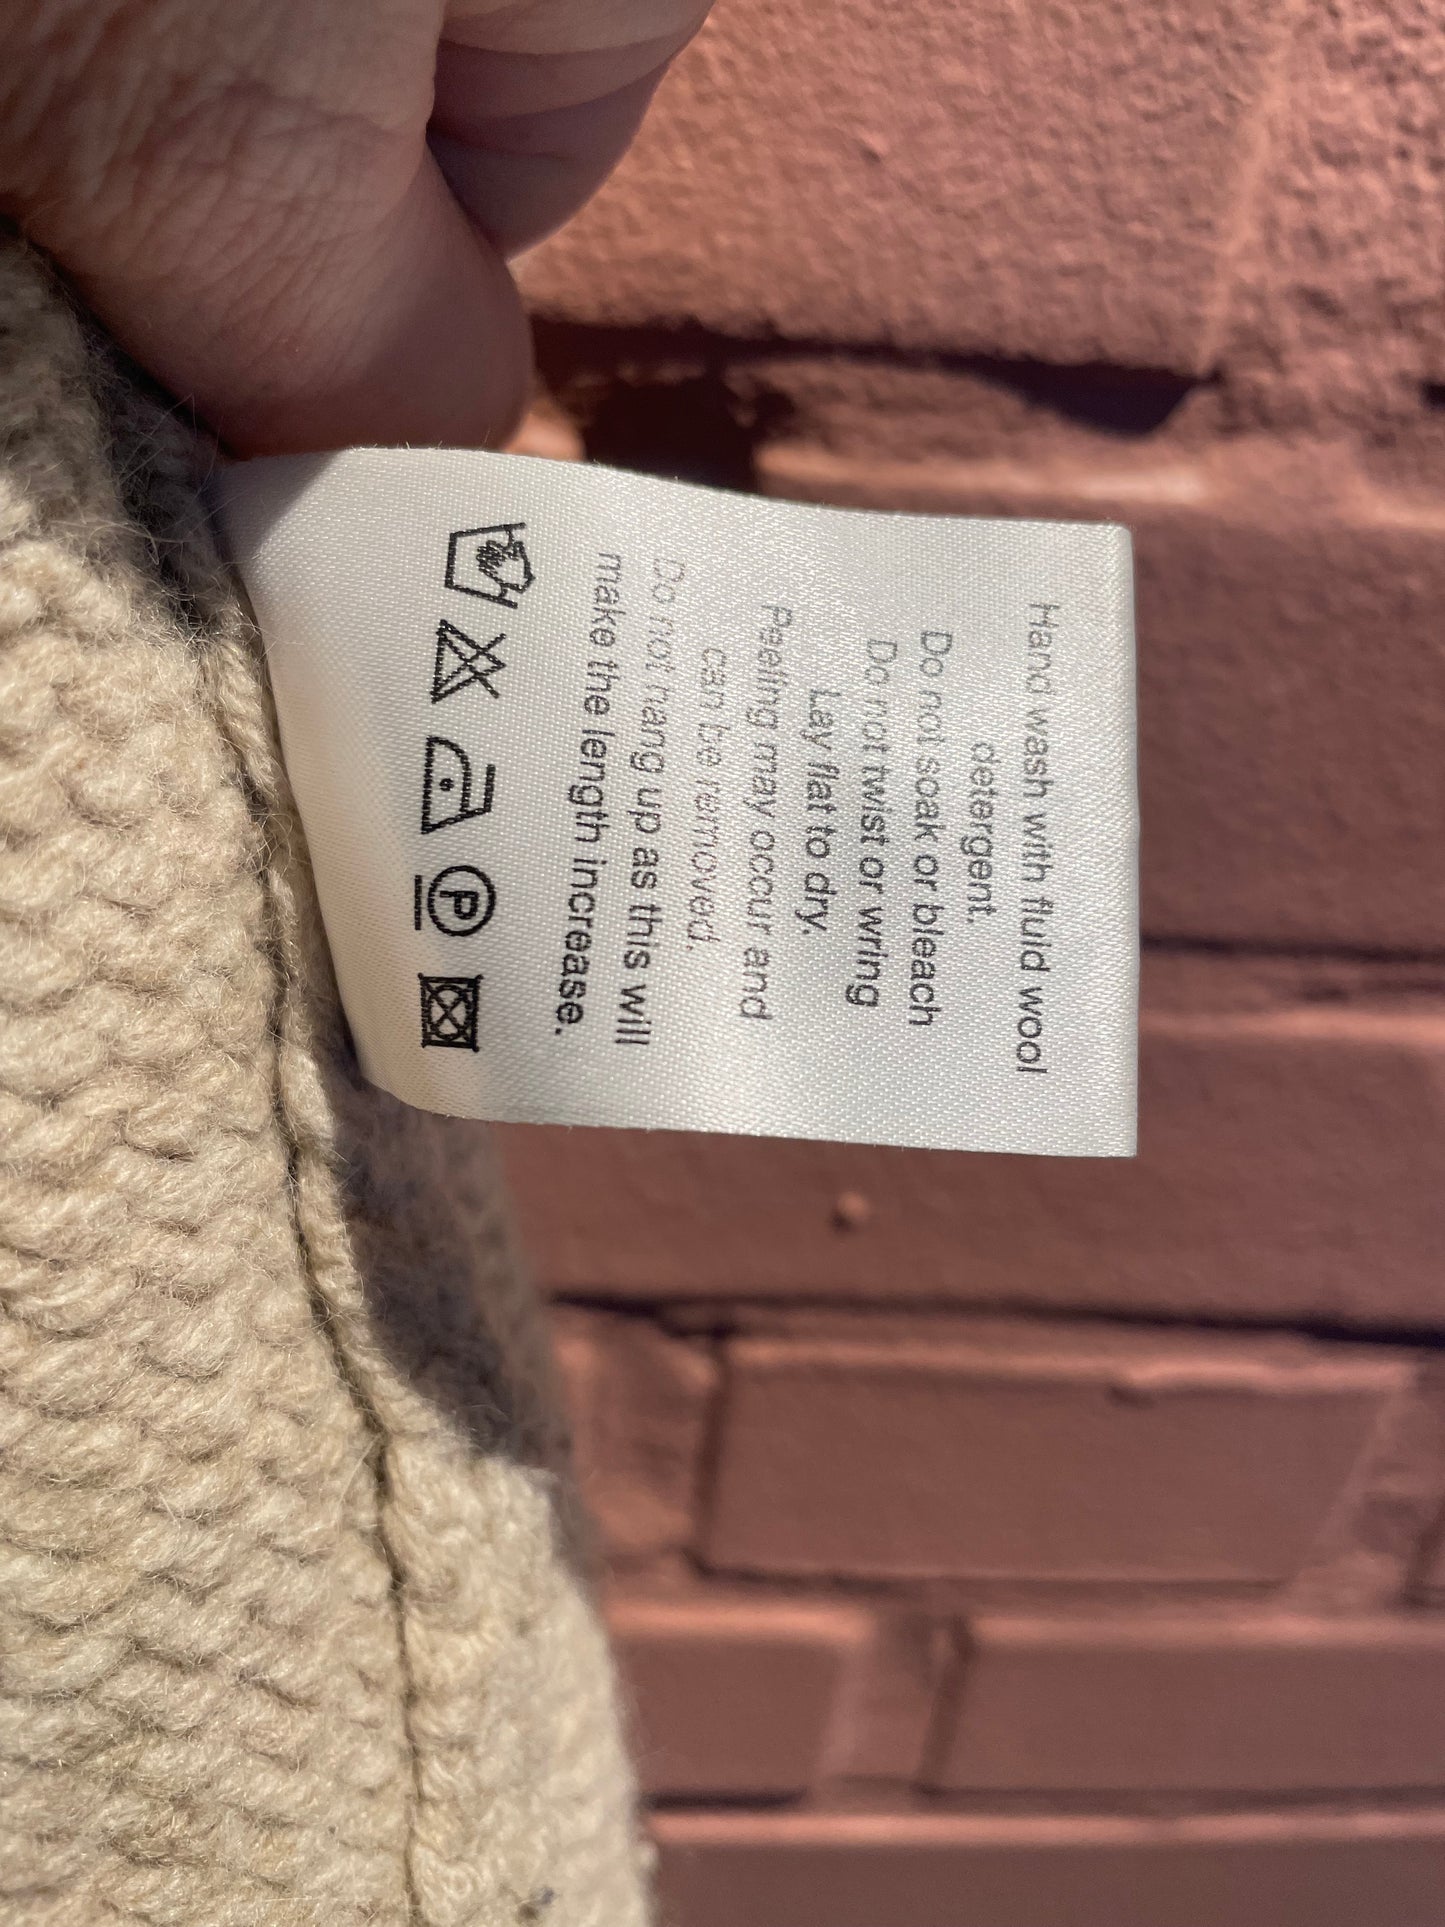 Hand wash with fluid wool
detergent.
Do not soak or bleach
Do not twist or wring
Lay flat to dry.
Peeling may occur and
can be removed.
Do not hang up as this will
make the length increase.
P